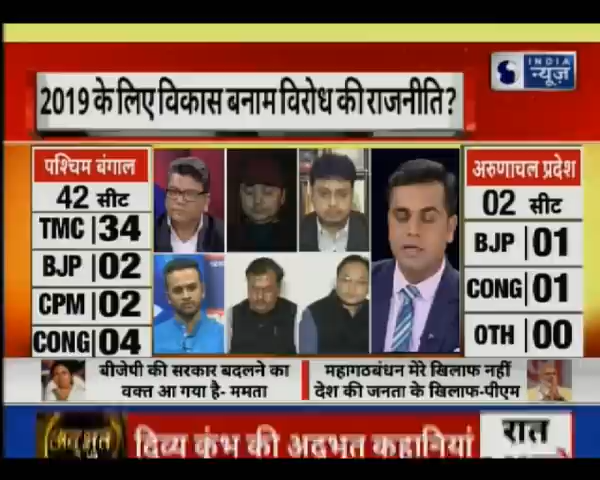 INDIA
न्यूज़
2019 के लिए विकास बनाम विरोध की राजनीति?
पश्चिम बंगाल
42 सीट
TMC 34
BJP 02
CPM 02
CONG 04
अरुणाचल प्रदेश
02 सीट
BJP 01
CONG 01
OTH 00
बीजेपी की सरकार बदलने का
वक्त आ गया है- ममता
महागठबंधन मेरे खिलाफ नहीं
देश की जनता के खिलाफ-पीएम
अद्भुत
दिव्य कुंभ की अद्भुत कहानियां
रात